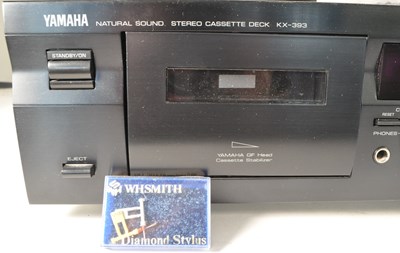 YAMAHA NATURAL SOUND STEREO CASSETTE DECK KX-393
STANDBY/ON
RESET
PHONES
YAMAHA DF Head
Cassette Stabilizer
EJECT
WHSMITH
Diamond Stylus